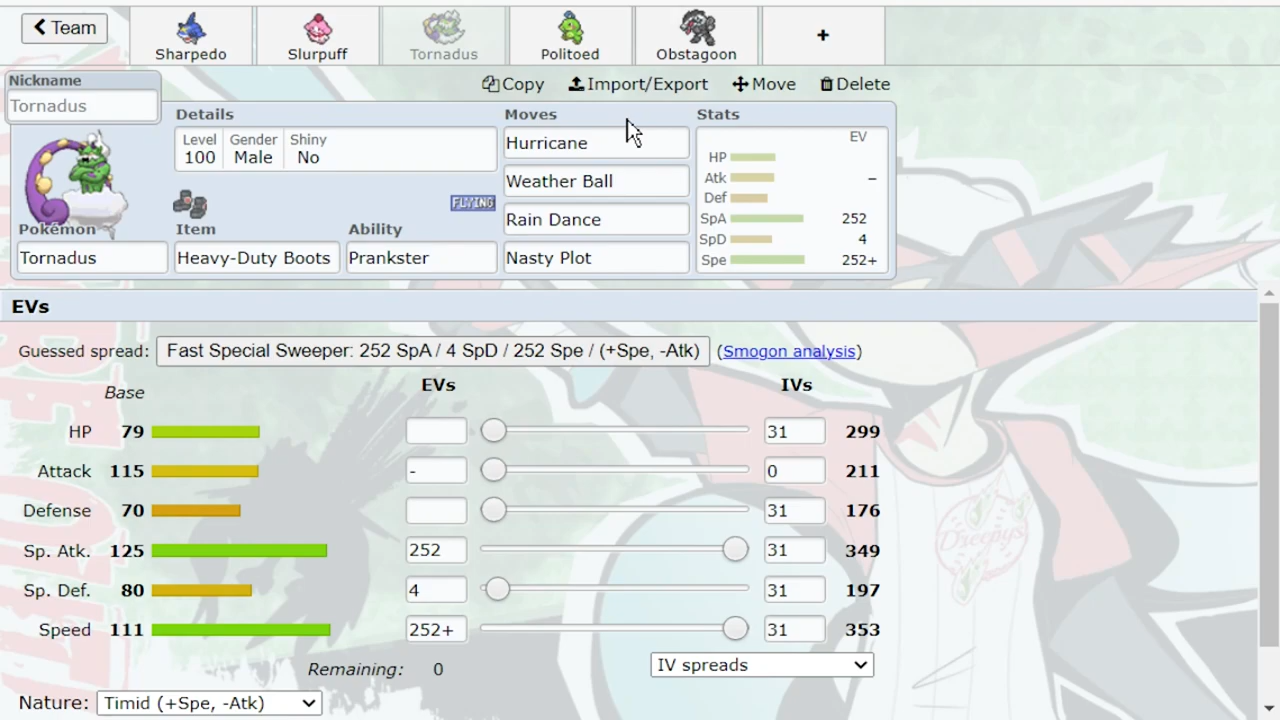 Team
Sharpedo
Slurpuff
Tornadus
Politoed
Obstagoon
+
Nickname
Tornadus
Copy
Import/Export
Move
Delete
Details
Moves
Stats
Level
100
Gender
Male
Shiny
No
Hurricane
EV
HP
Weather Ball
Atk –
Def
FLYING
Rain Dance
SpA 252
Pokémon
Item
Ability
SpD 4
Tornadus
Heavy-Duty Boots
Prankster
Nasty Plot
Spe 252+
EVs
Guessed spread: Fast Special Sweeper: 252 SpA / 4 SpD / 252 Spe / (+Spe, -Atk) (Smogon analysis)
Base EVs IVs
HP 79 31 299
Attack 115 - 0 211
Defense 70 31 176
Sp. Atk. 125 252 31 349
Sp. Def. 80 4 31 197
Speed 111 252+ 31 353
Remaining: 0 IV spreads
Nature: Timid (+Spe, -Atk)
Dreepys